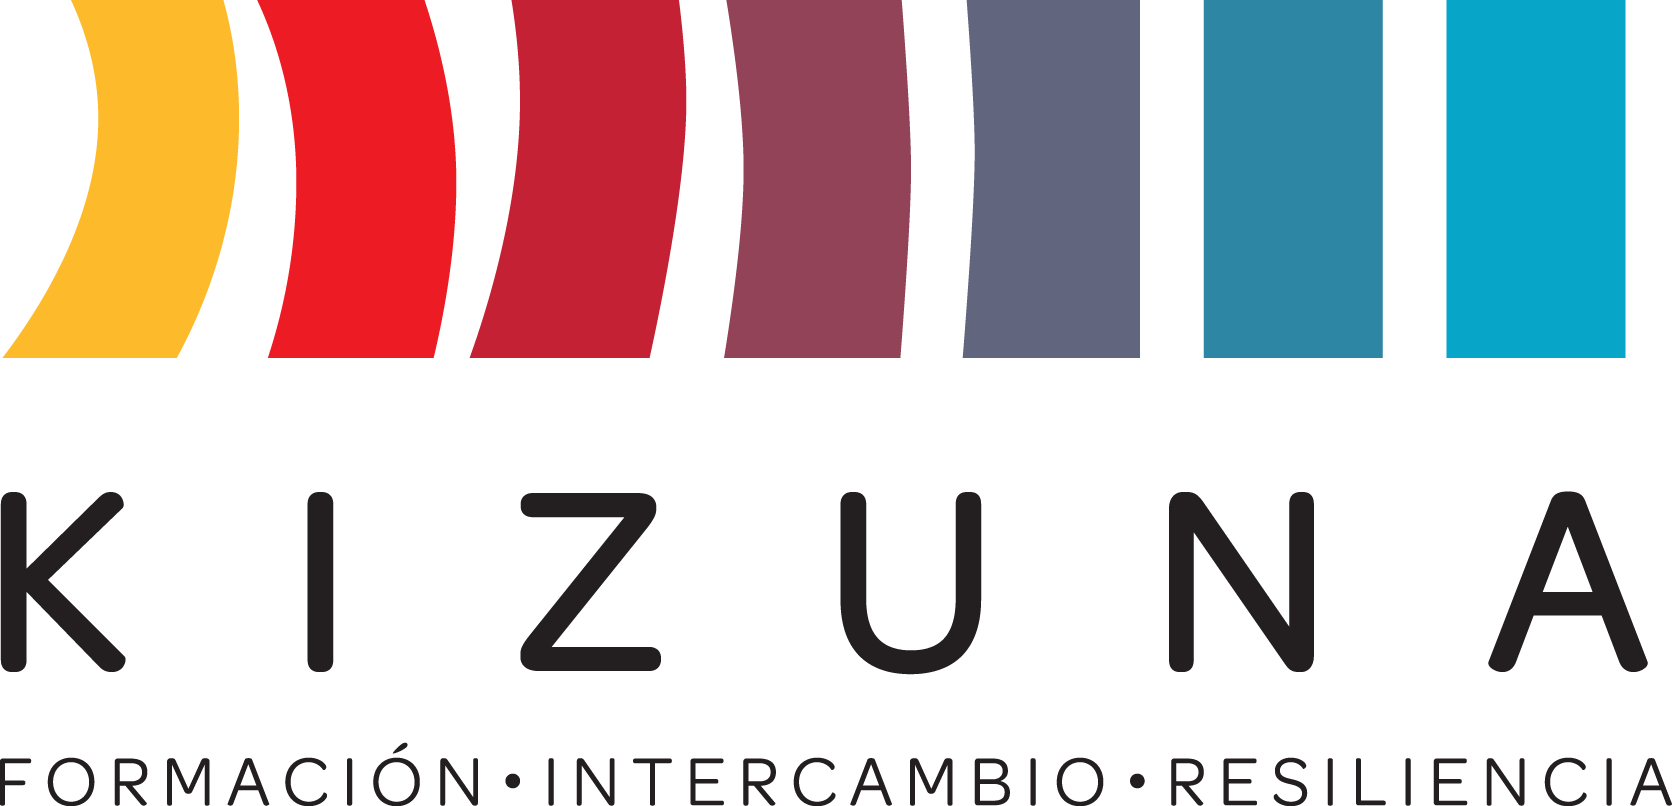 KIZUNA
FORMACIÓN • INTERCAMBIO • RESILIENCIA